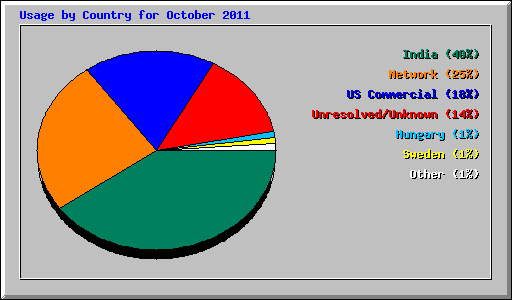 Usage by Country for October 2011
India (40%)
Network (25%)
US Commercial (18%)
Unresolved/Unknown (14%)
Hungary (1%)
Sweden (1%)
Other (1%)